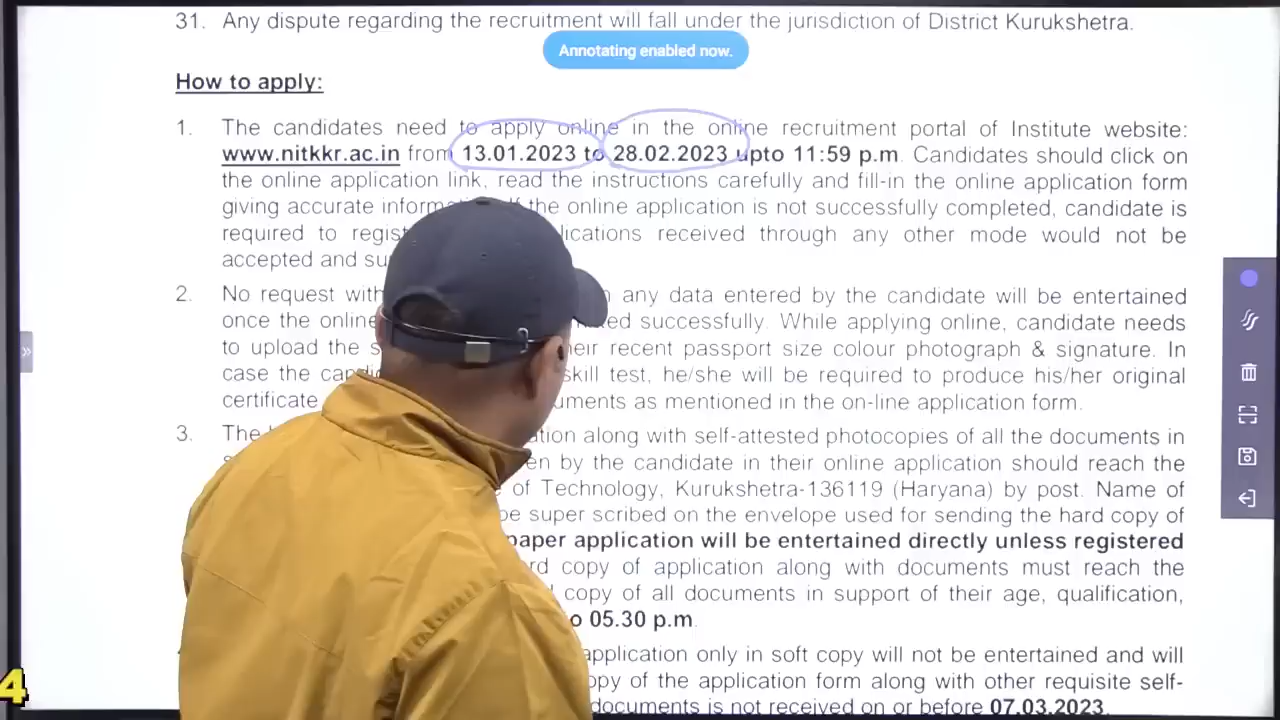 31. Any dispute regarding the recruitment will fall under the jurisdiction of District Kurukshetra.
Annotating enabled now.
How to apply:
1. The candidates need to apply online in the online recruitment portal of Institute website:
www.nitkkr.ac.in from 13.01.2023 to 28.02.2023 upto 11:59 p.m. Candidates should click on
the online application link, read the instructions carefully and fill-in the online application form
giving accurate the online application is not successfully completed, candidate is
required to received through any other mode would not be
accepted and
2. No request any data entered by the candidate will be entertained
once the online successfully. While applying online, candidate needs
to upload the recent passport size colour photograph & signature. In
case the skill test, he/she will be required to produce his/her original
certificate as mentioned in the on-line application form.
3. The along with self-attested photocopies of all the documents in
by the candidate in their online application should reach the
of Technology, Kurukshetra-136119 (Haryana) by post. Name of
be super scribed on the envelope used for sending the hard copy of
paper application will be entertained directly unless registered
copy of application along with documents must reach the
copy of all documents in support of their age, qualification,
05.30 p.m.
application only in soft copy will not be entertained and will
of the application form along with other requisite self-
documents is not received on or before 07.03.2023.
4